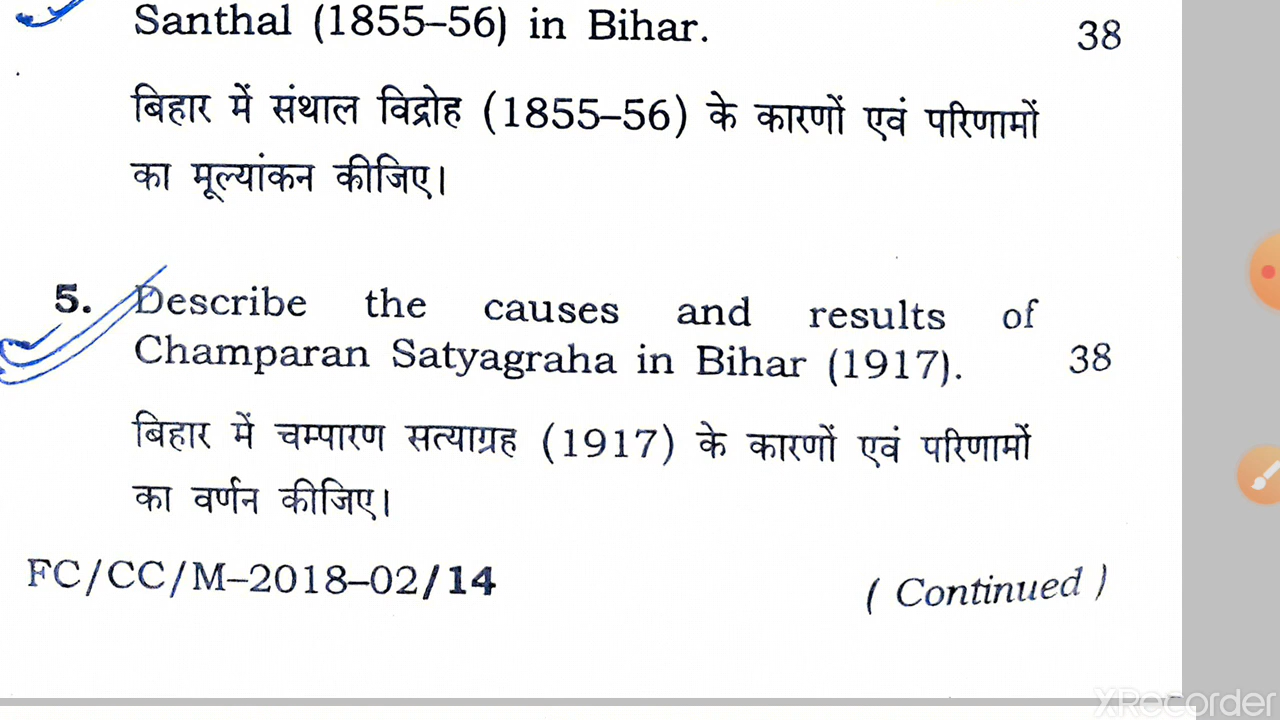 Santhal (1855–56) in Bihar. 38
बिहार में संथाल विद्रोह (1855–56) के कारणों एवं परिणामों
का मूल्यांकन कीजिए।
5. Describe the causes and results of
Champaran Satyagraha in Bihar (1917). 38
बिहार में चम्पारण सत्याग्रह (1917) के कारणों एवं परिणामों
का वर्णन कीजिए।
FC/CC/M–2018–02/14 ( Continued )
XRecorder